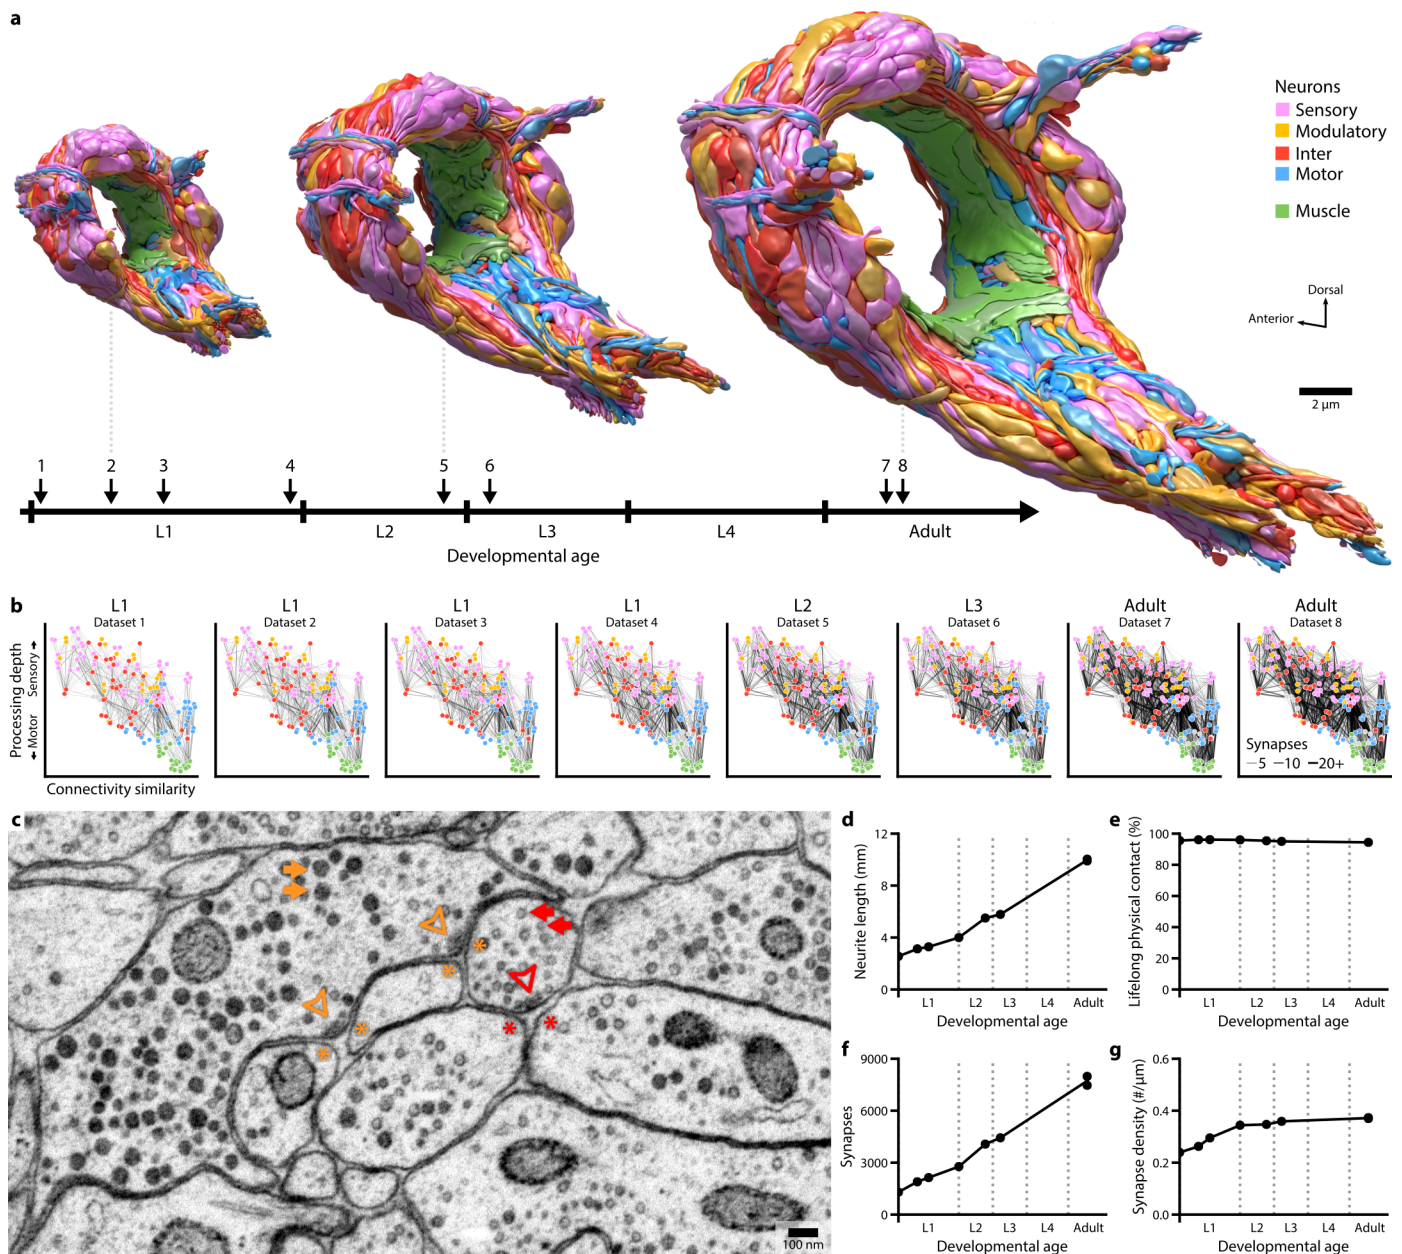 a
Neurons
Sensory
Modulatory
Inter
Motor
Muscle
Dorsal
Anterior
2 μm
1 2 3 4 5 6 7 8
L1 L2 L3 L4 Adult
Developmental age
b
L1 L1 L1 L1 L2 L3 Adult Adult
Dataset 1 Dataset 2 Dataset 3 Dataset 4 Dataset 5 Dataset 6 Dataset 7 Dataset 8
Processing depth
Motor Sensory
Synapses
5 10 20+
Connectivity similarity
c
100 nm
d
Neurite length (mm)
12
8
4
0
L1 L2 L3 L4 Adult
Developmental age
e
Lifelong physical contact (%)
100
80
60
40
20
0
L1 L2 L3 L4 Adult
Developmental age
f
Synapses
9000
6000
3000
0
L1 L2 L3 L4 Adult
Developmental age
g
Synapse density (#/μm)
0.6
0.4
0.2
0.0
L1 L2 L3 L4 Adult
Developmental age